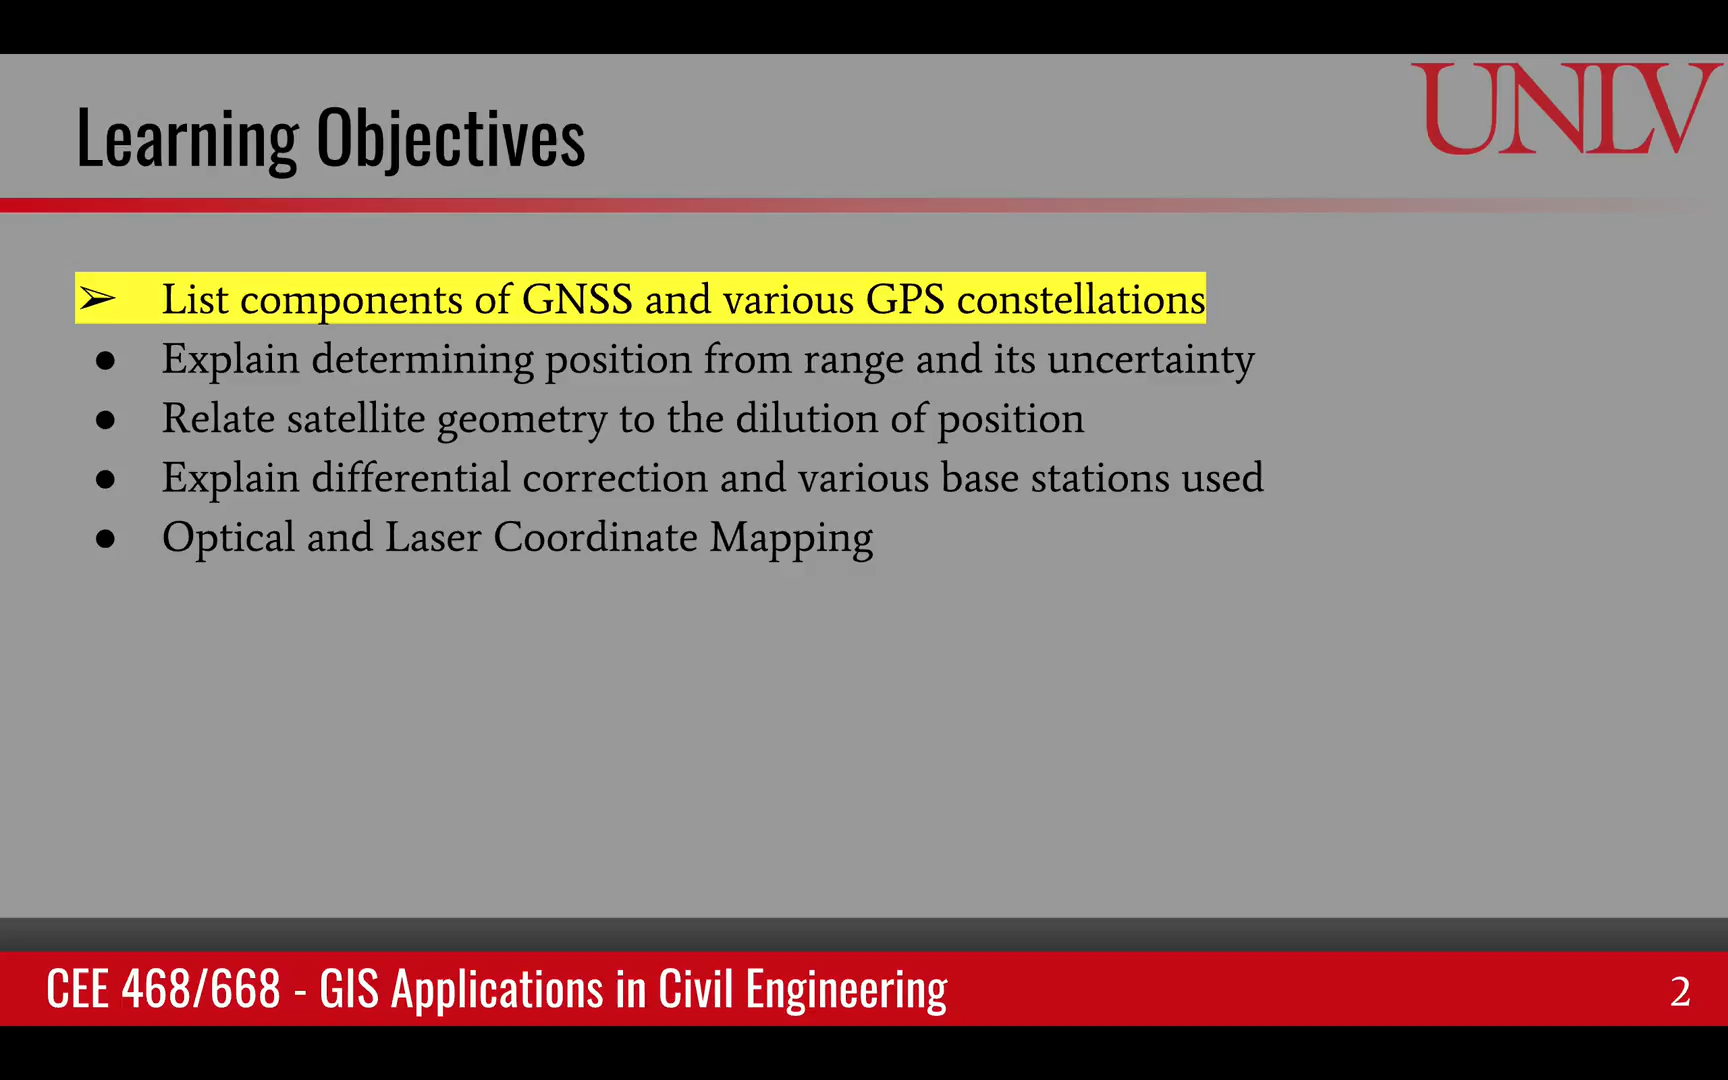 UNLV
Learning Objectives
➢ List components of GNSS and various GPS constellations
● Explain determining position from range and its uncertainty
● Relate satellite geometry to the dilution of position
● Explain differential correction and various base stations used
● Optical and Laser Coordinate Mapping
CEE 468/668 - GIS Applications in Civil Engineering
2